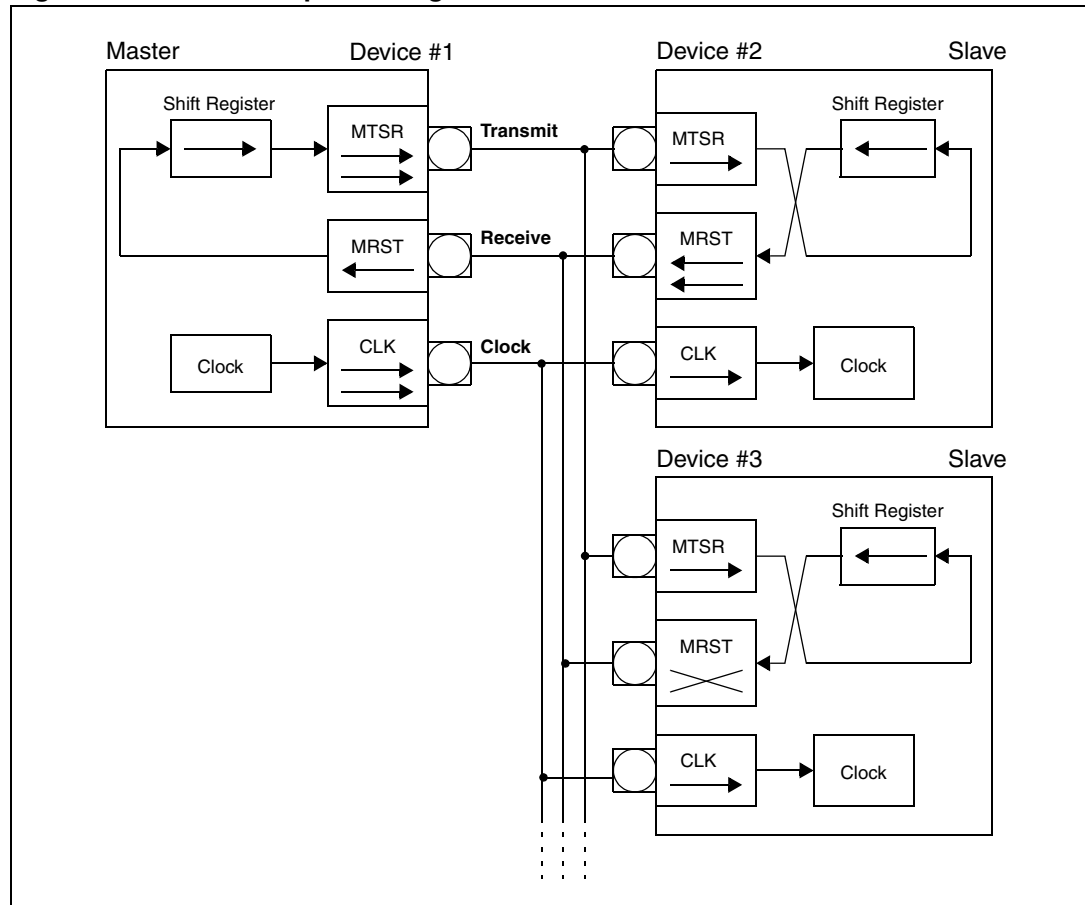 Master Device #1
Shift Register
MTSR
Transmit
MRST
Receive
Clock
CLK
Clock
Device #2 Slave
Shift Register
MTSR
MRST
CLK
Clock
Device #3 Slave
Shift Register
MTSR
MRST
CLK
Clock